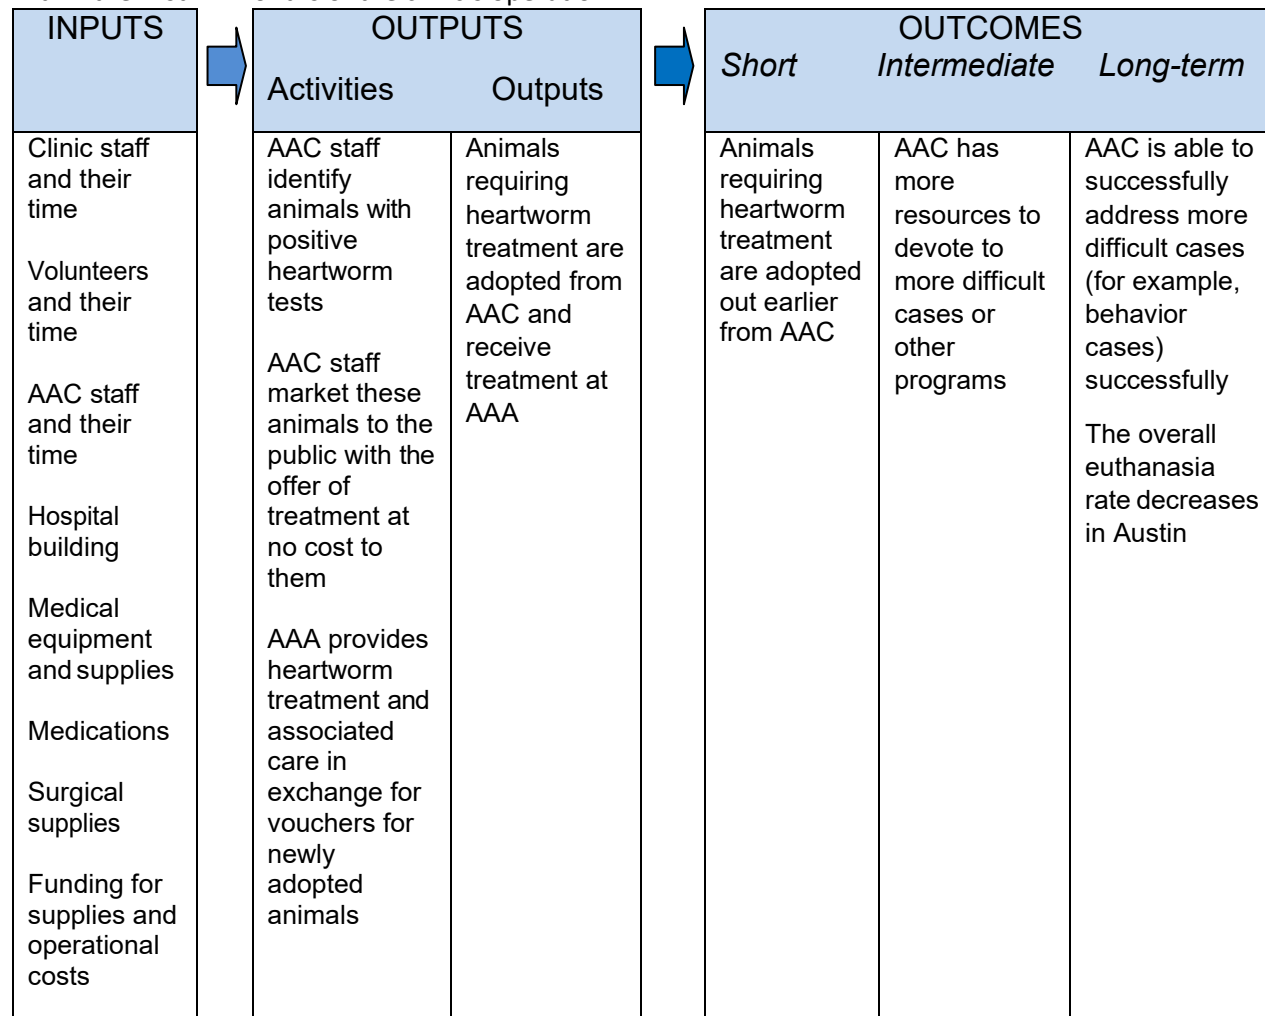 INPUTS
Clinic staff
and their
time
Volunteers
and their
time
AAC staff
and their
time
Hospital
building
Medical
equipment
and supplies
Medications
Surgical
supplies
Funding for
supplies and
operational
costs
OUTPUTS
Activities
AAC staff
identify
animals with
positive
heartworm
tests
AAC staff
market these
animals to the
public with the
offer of
treatment at
no cost to
them
AAA provides
heartworm
treatment and
associated
care in
exchange for
vouchers for
newly
adopted
animals
Outputs
Animals
requiring
heartworm
treatment are
adopted from
AAC and
receive
treatment at
AAA
OUTCOMES
Short
Animals
requiring
heartworm
treatment
are adopted
out earlier
from AAC
Intermediate
AAC has
more
resources to
devote to
more difficult
cases or
other
programs
Long-term
AAC is able to
successfully
address more
difficult cases
(for example,
behavior
cases)
successfully
The overall
euthanasia
rate decreases
in Austin